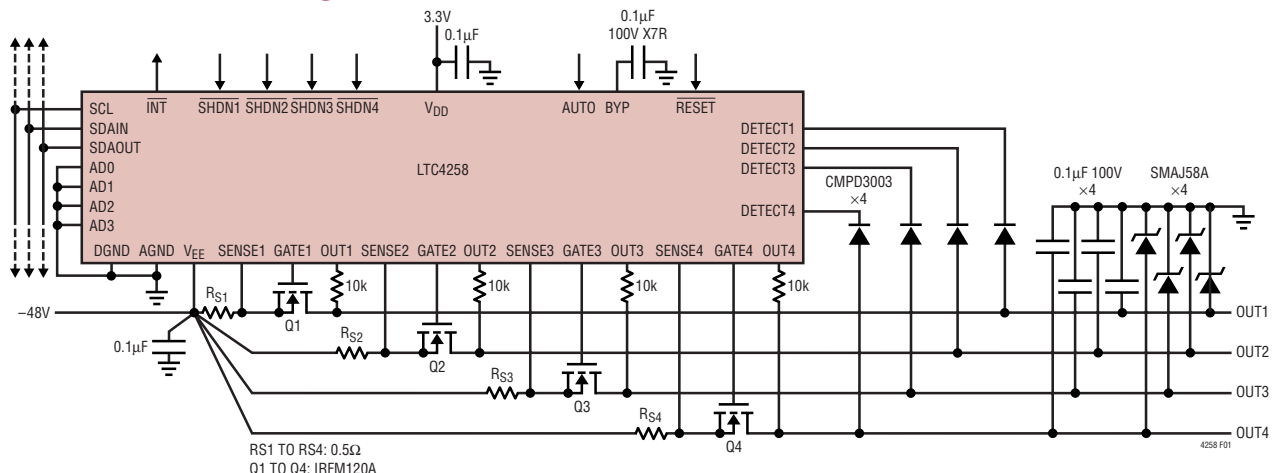 3.3V
0.1µF
0.1µF
100V X7R
SCL
SDAIN
SDAOUT
AD0
AD1
AD2
AD3
INT
SHDN1 SHDN2 SHDN3 SHDN4
VDD
AUTO BYP
RESET
DETECT1
DETECT2
DETECT3
DETECT4
LTC4258
DGND AGND VEE SENSE1 GATE1 OUT1 SENSE2 GATE2 OUT2 SENSE3 GATE3 OUT3 SENSE4 GATE4 OUT4
CMPD3003
×4
0.1µF 100V
×4
SMAJ58A
×4
10k
10k
10k
10k
–48V
RS1
Q1
OUT1
0.1µF
RS2
Q2
OUT2
RS3
Q3
OUT3
RS4
Q4
OUT4
4258 F01
RS1 TO RS4: 0.5Ω
Q1 TO Q4: IRFM120A